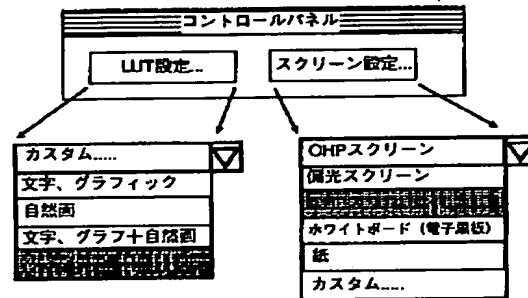 コントロールパネル
LUT設定...
スクリーン設定...
カスタム.....
文字、グラフィック
自然画
文字、グラフ＋自然画
OHPスクリーン
偏光スクリーン
ホワイトボード（電子黒板）
紙
カスタム.....